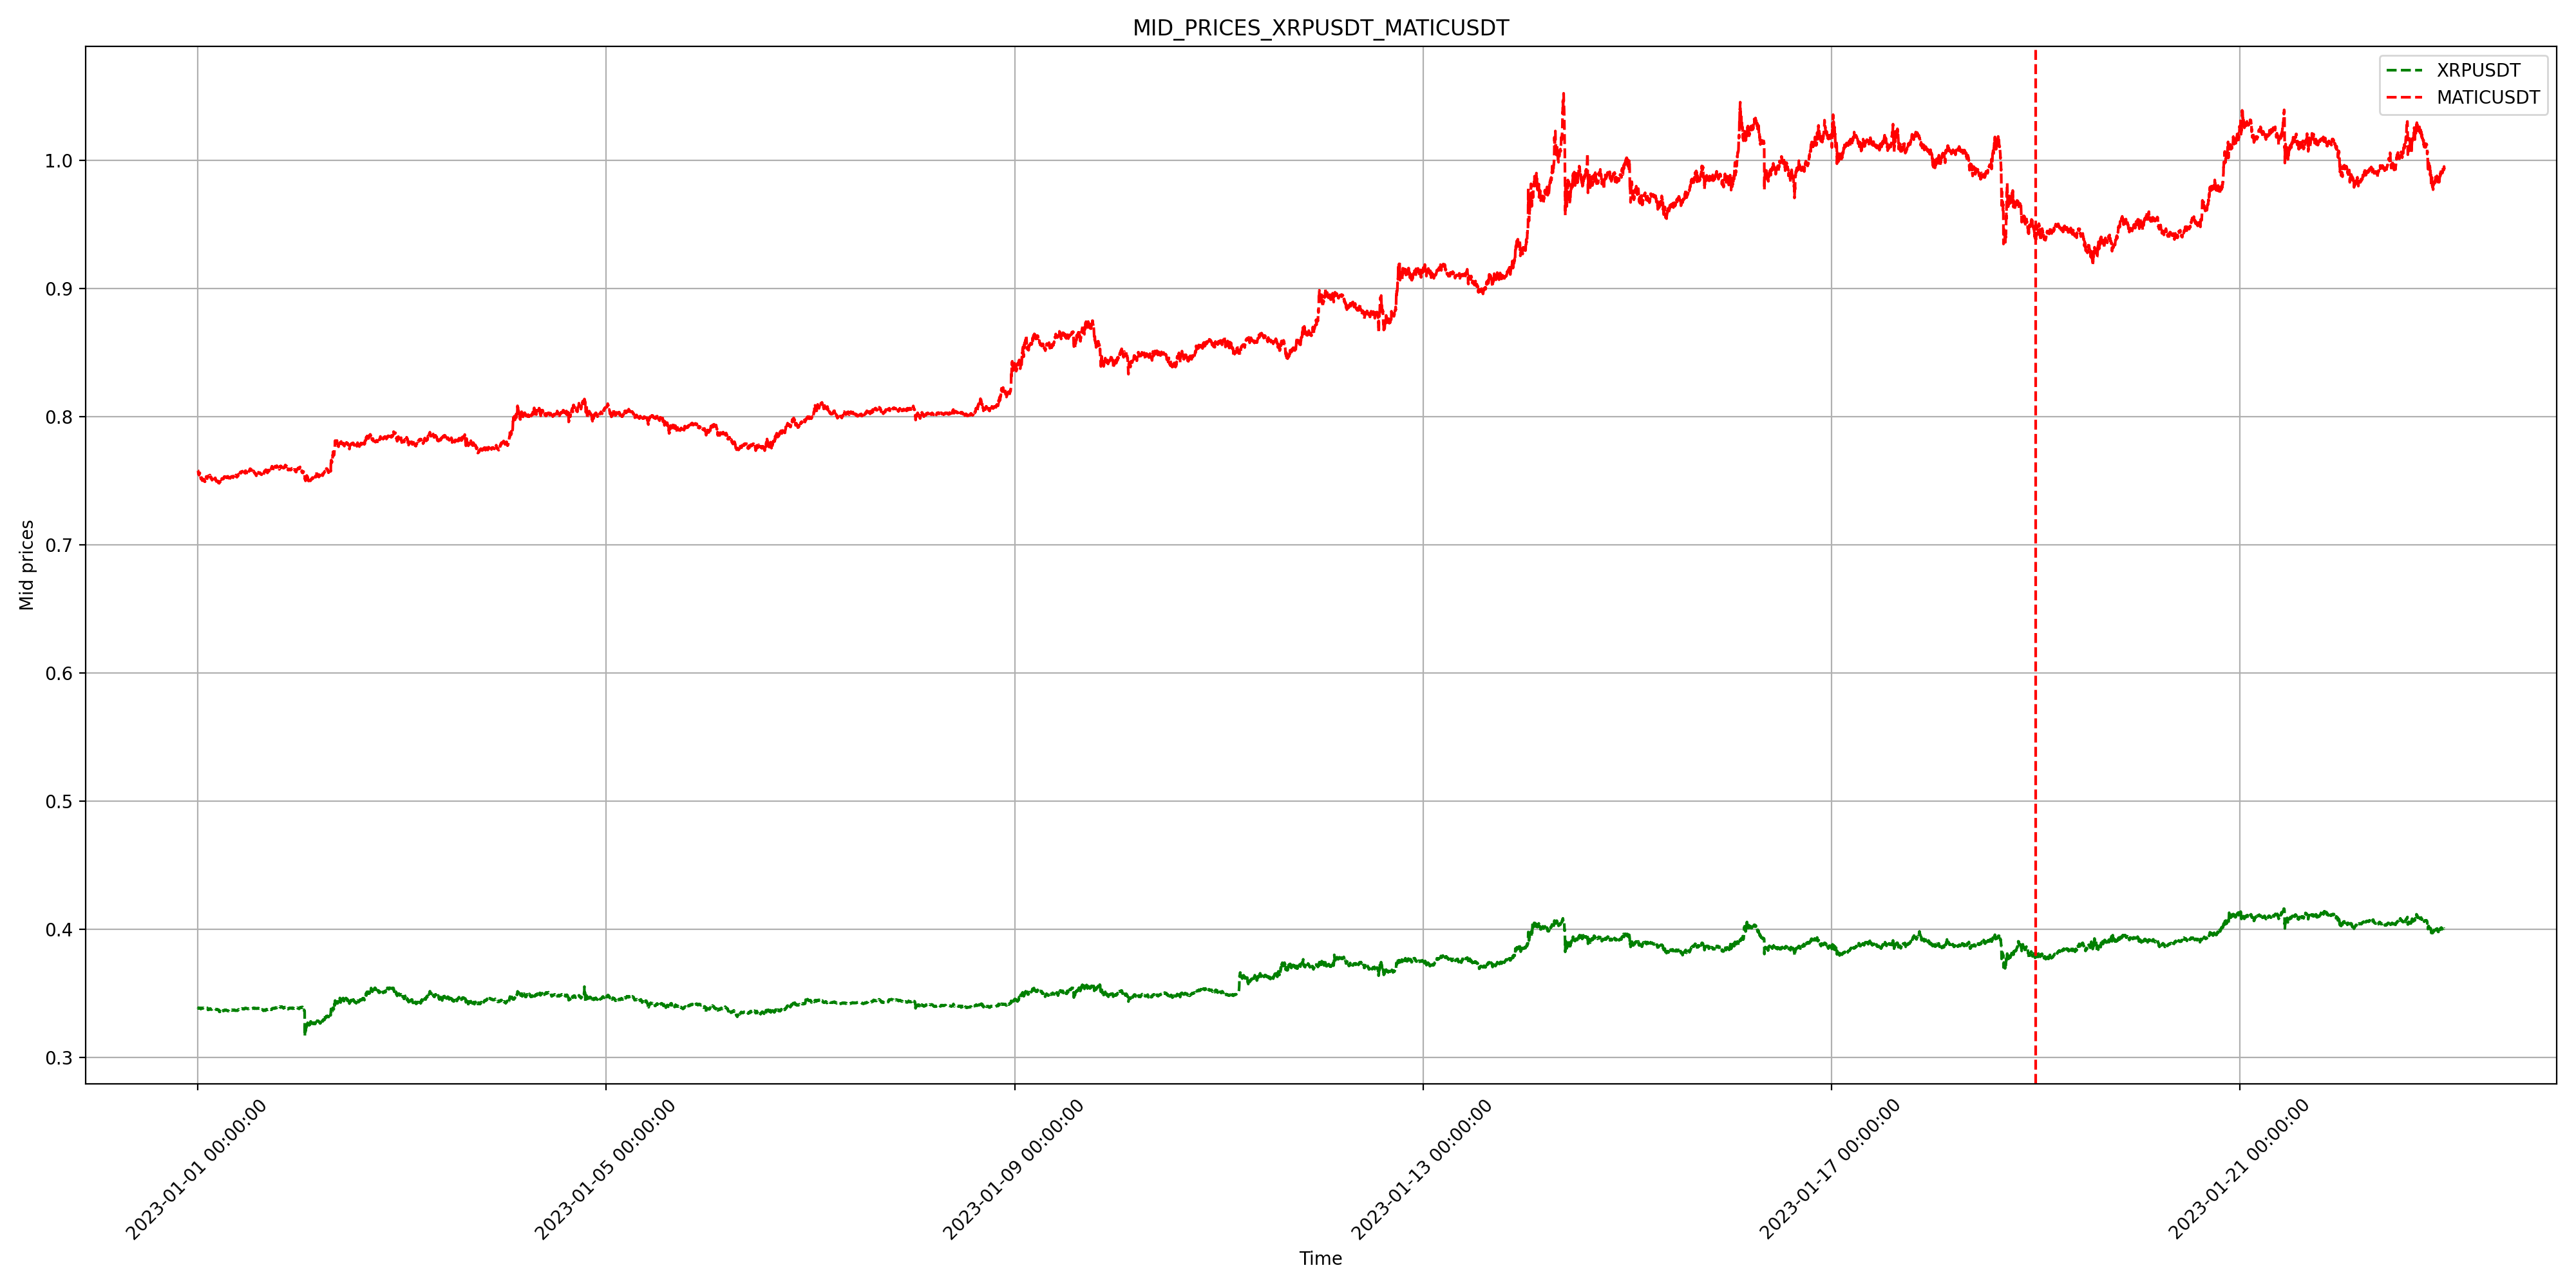 MID_PRICES_XRPUSDT_MATICUSDT
XRPUSDT
MATICUSDT
Mid prices
1.0
0.9
0.8
0.7
0.6
0.5
0.4
0.3
2023-01-01 00:00:00
2023-01-05 00:00:00
2023-01-09 00:00:00
2023-01-13 00:00:00
2023-01-17 00:00:00
2023-01-21 00:00:00
Time